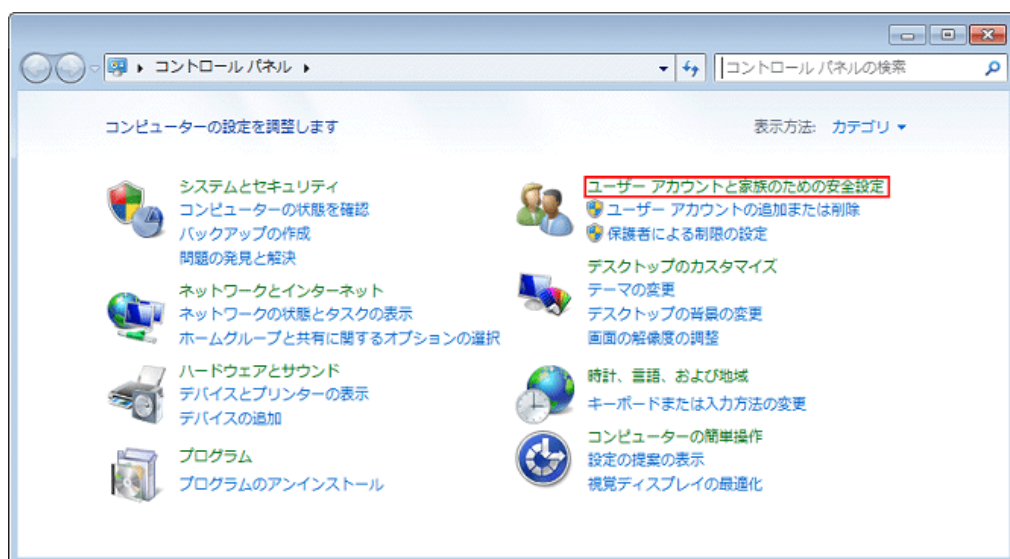 コントロール パネル
コントロール パネルの検索
コンピューターの設定を調整します
表示方法: カテゴリ
システムとセキュリティ
コンピューターの状態を確認
バックアップの作成
問題の発見と解決
ネットワークとインターネット
ネットワークの状態とタスクの表示
ホームグループと共有に関するオプションの選択
ハードウェアとサウンド
デバイスとプリンターの表示
デバイスの追加
プログラム
プログラムのアンインストール
ユーザー アカウントと家族のための安全設定
ユーザー アカウントの追加または削除
保護者による制限の設定
デスクトップのカスタマイズ
テーマの変更
デスクトップの背景の変更
画面の解像度の調整
時計、言語、および地域
キーボードまたは入力方法の変更
コンピューターの簡単操作
設定の提案の表示
視覚ディスプレイの最適化